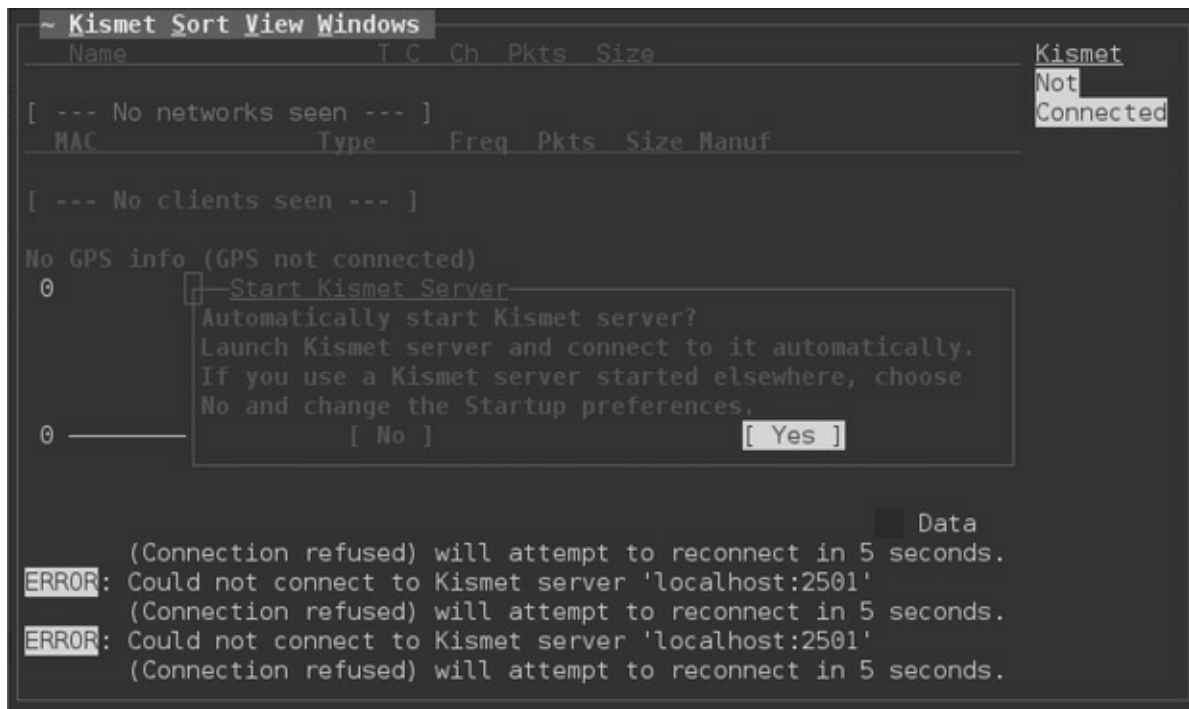 ~ Kismet Sort View Windows
Name T C Ch Pkts Size
Kismet
Not
Connected
[ --- No networks seen --- ]
MAC Type Freq Pkts Size Manuf
[ --- No clients seen --- ]
No GPS info (GPS not connected)
0
Start Kismet Server
Automatically start Kismet server?
Launch Kismet server and connect to it automatically.
If you use a Kismet server started elsewhere, choose
No and change the Startup preferences.
0
[ No ] [ Yes ]
Data
(Connection refused) will attempt to reconnect in 5 seconds.
ERROR: Could not connect to Kismet server 'localhost:2501'
(Connection refused) will attempt to reconnect in 5 seconds.
ERROR: Could not connect to Kismet server 'localhost:2501'
(Connection refused) will attempt to reconnect in 5 seconds.